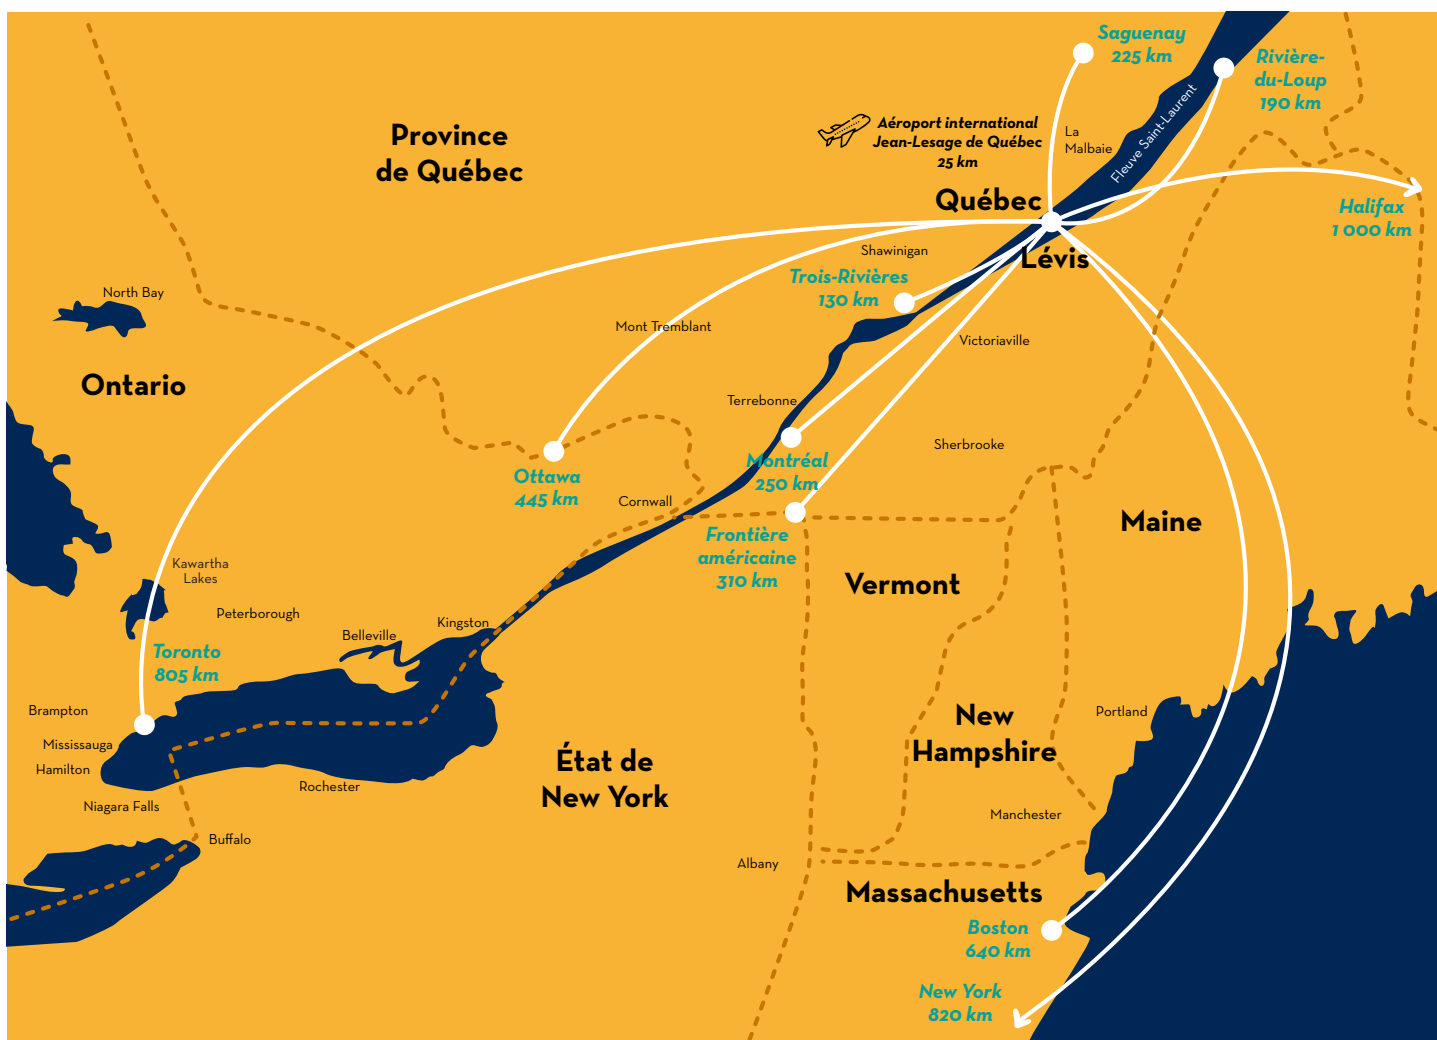 Saguenay
225 km
Rivière-
du-Loup
190 km
Fleuve Saint-Laurent
La
Malbaie
Aéroport international
Jean-Lesage de Québec
25 km
Province
de Québec
Québec
Halifax
1 000 km
Shawinigan
Lévis
Trois-Rivières
130 km
North Bay
Mont Tremblant
Victoriaville
Ontario
Terrebonne
Sherbrooke
Montréal
250 km
Ottawa
445 km
Cornwall
Maine
Frontière
américaine
310 km
Kawartha
Lakes
Vermont
Peterborough
Kingston
Belleville
Toronto
805 km
Brampton
Mississauga
Hamilton
Niagara Falls
Buffalo
Rochester
État de
New York
New
Hampshire
Portland
Manchester
Albany
Massachusetts
Boston
640 km
New York
820 km